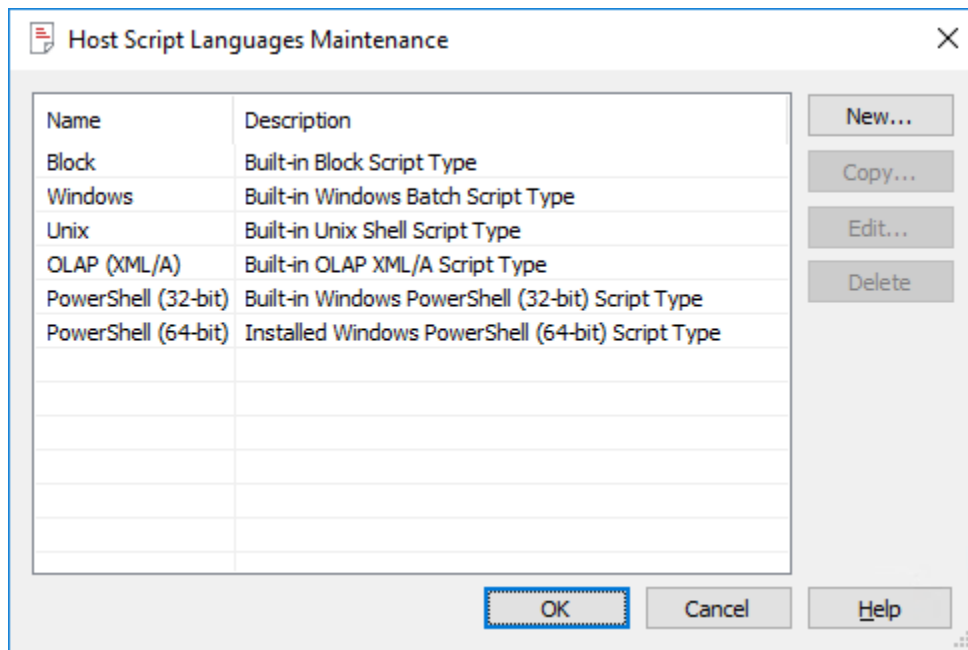 Host Script Languages Maintenance
Name Description
Block Built-in Block Script Type
Windows Built-in Windows Batch Script Type
Unix Built-in Unix Shell Script Type
OLAP (XML/A) Built-in OLAP XML/A Script Type
PowerShell (32-bit) Built-in Windows PowerShell (32-bit) Script Type
PowerShell (64-bit) Installed Windows PowerShell (64-bit) Script Type
New...
Copy...
Edit...
Delete
OK Cancel Help